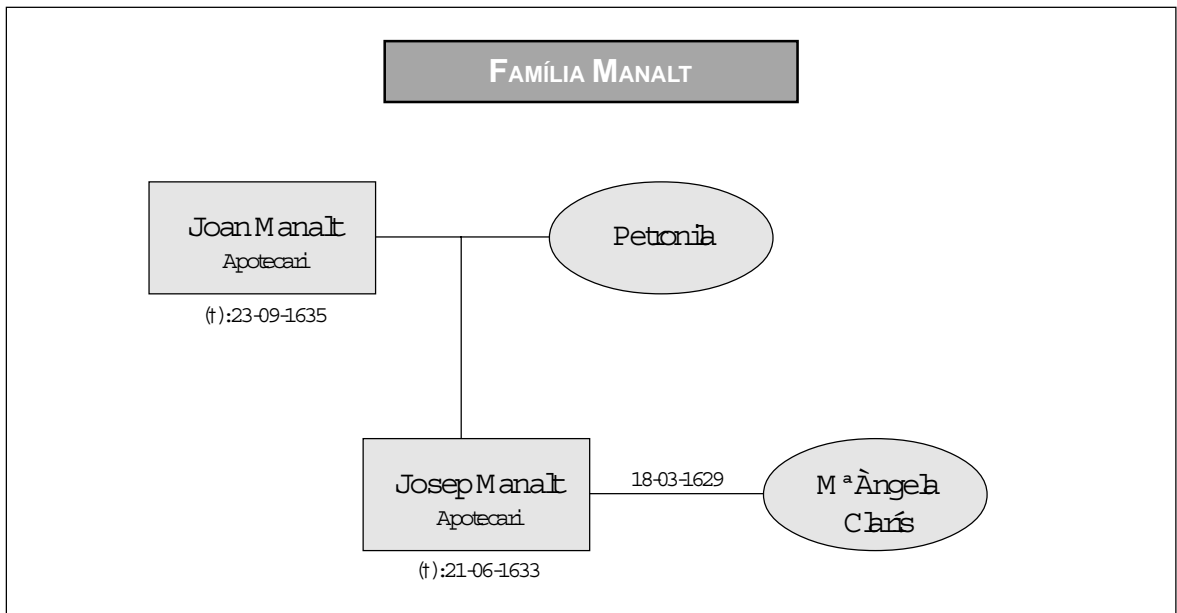 FAMÍLIA MANALT
Joan Manalt
Apotecari
Petronila
(†):23-09-1635
Josep Manalt
Apotecari
18-03-1629
Mª Àngela
Clarís
(†):21-06-1633